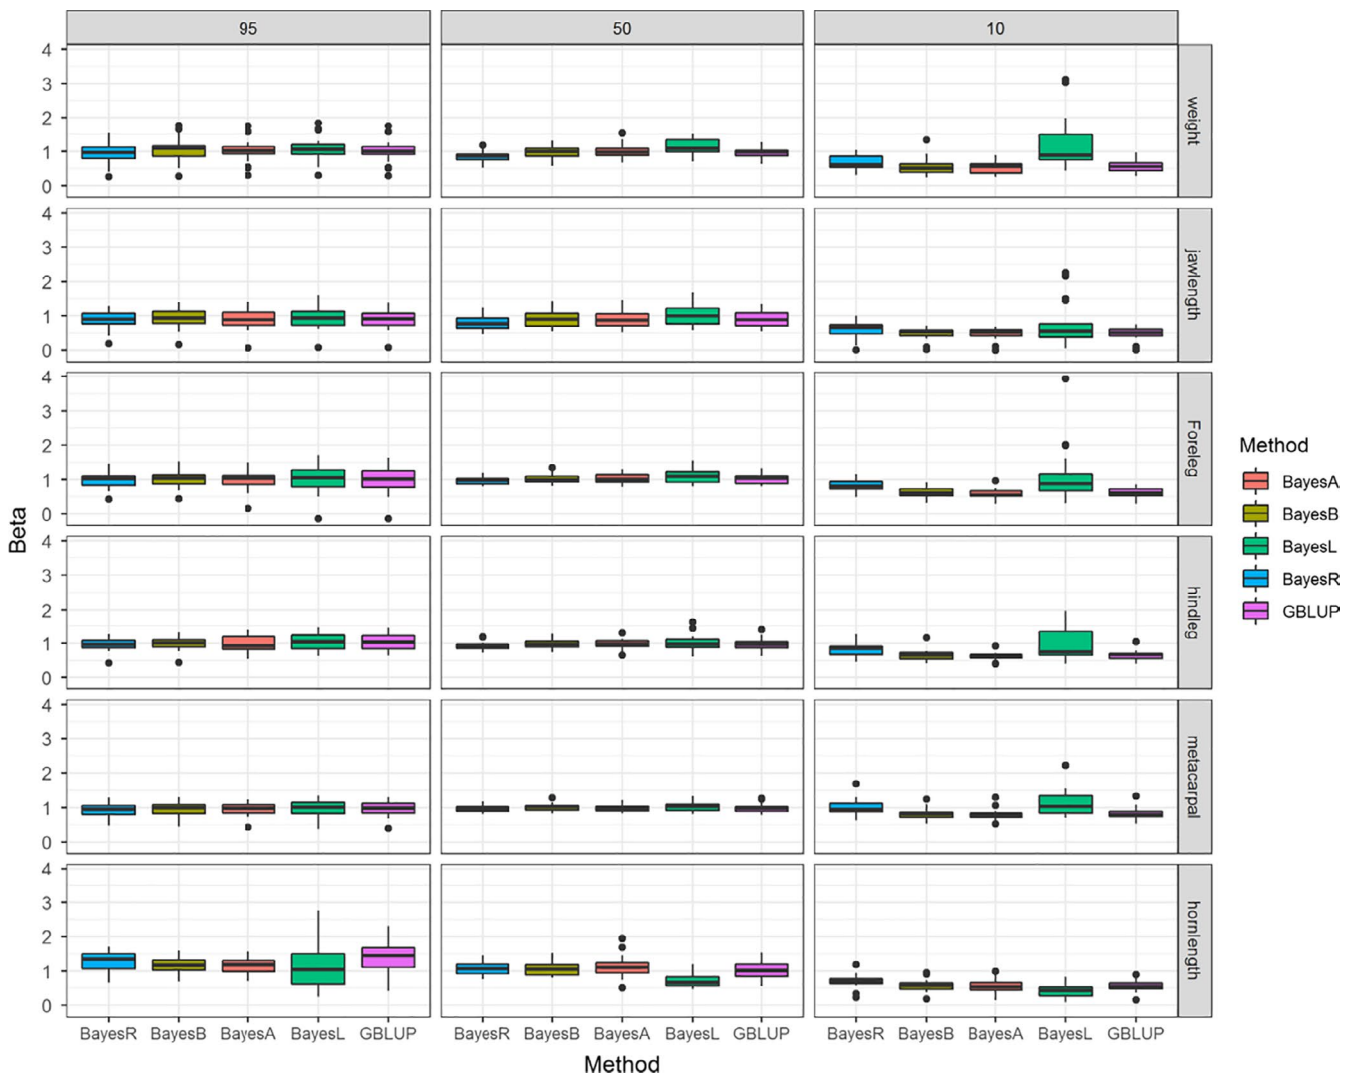 95 50 10
4
3
2
1
0
weight
4
3
2
1
0
jawlength
4
3
2
1
0
Foreleg
4
3
2
1
0
hindleg
4
3
2
1
0
metacarpal
4
3
2
1
0
hornlength
Beta
BayesR BayesB BayesA BayesL GBLUP BayesR BayesB BayesA BayesL GBLUP BayesR BayesB BayesA BayesL GBLUP
Method
Method
BayesA
BayesB
BayesL
BayesR
GBLUP